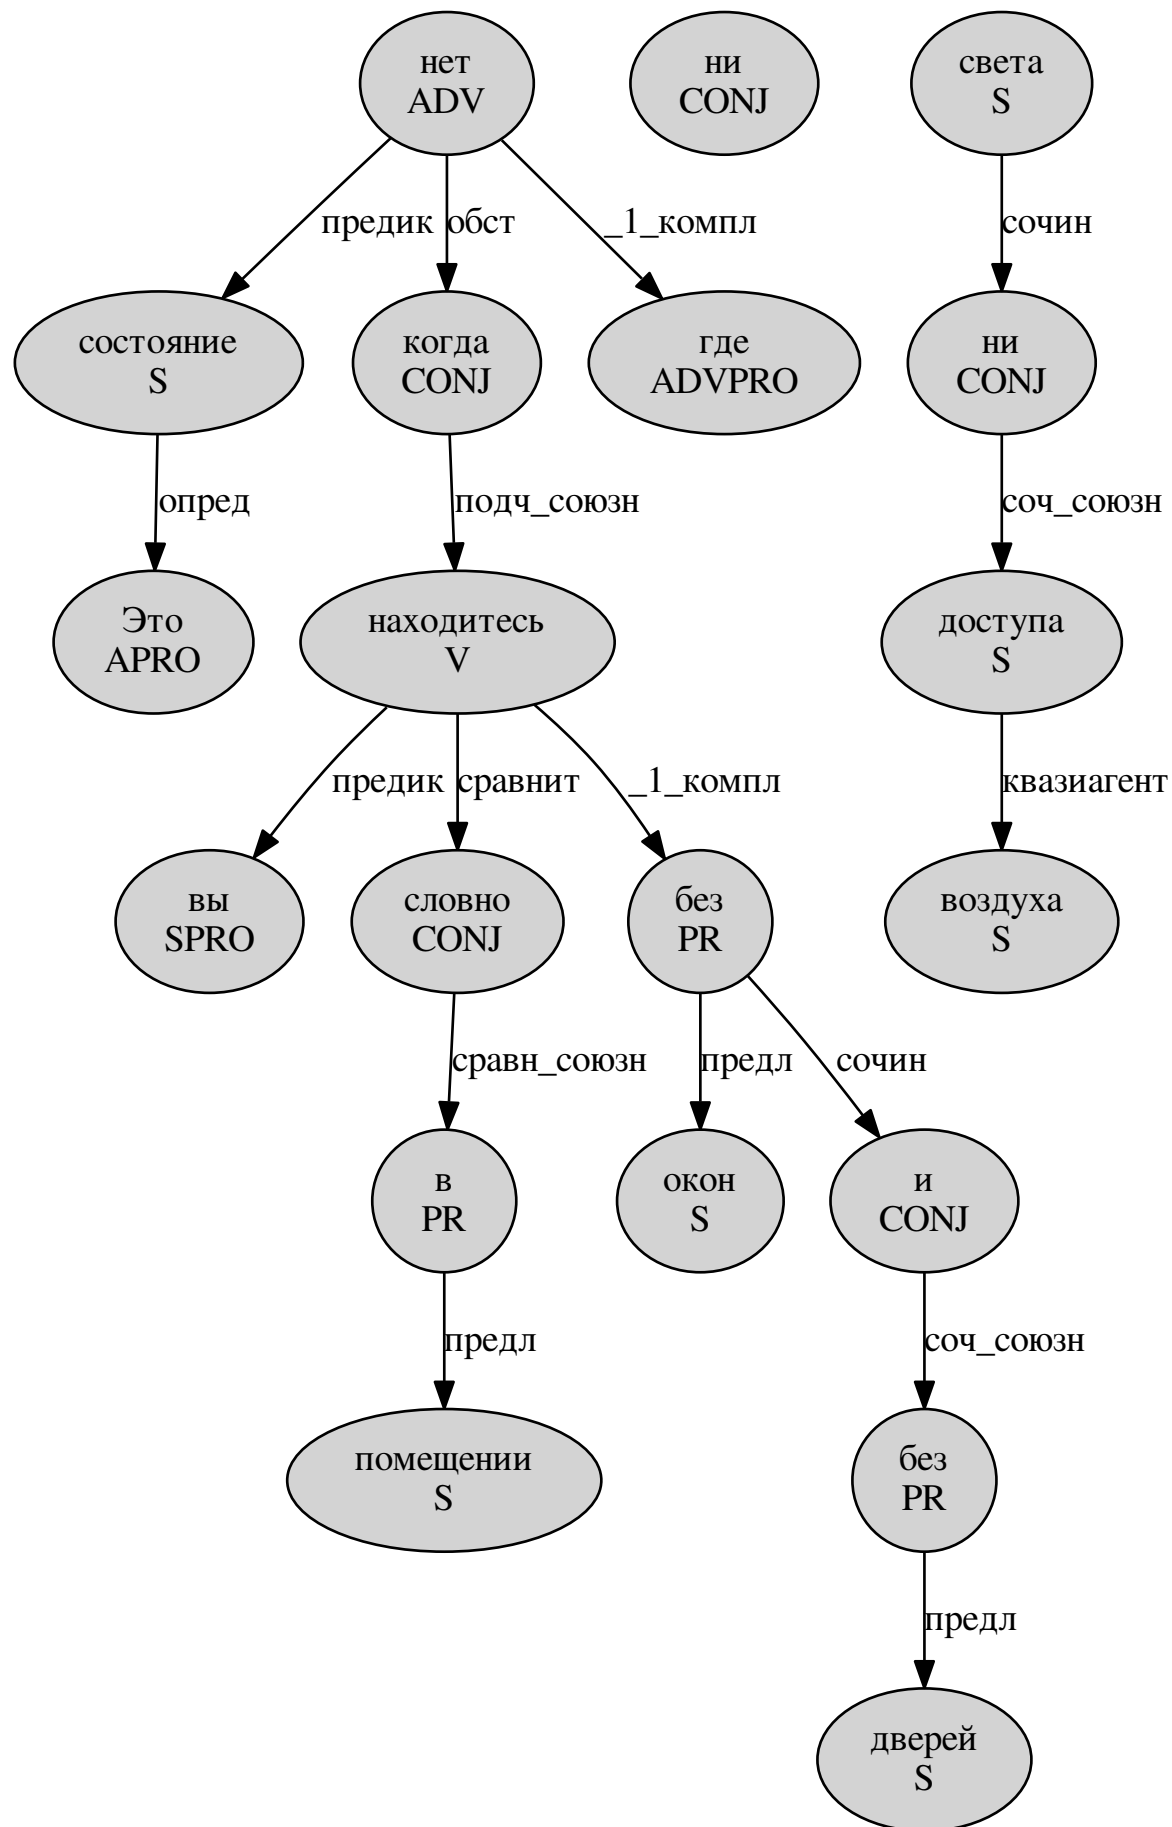 нет
ADV
ни
CONJ
света
S
предик
обст
_1_компл
сочин
состояние
S
когда
CONJ
где
ADVPRO
ни
CONJ
опред
подч_союзн
соч_союзн
Это
APRO
находитесь
V
доступа
S
предик
сравнит
_1_компл
квазиагент
вы
SPRO
словно
CONJ
без
PR
воздуха
S
сравн_союзн
предл
сочин
в
PR
окон
S
и
CONJ
предл
соч_союзн
помещении
S
без
PR
предл
дверей
S